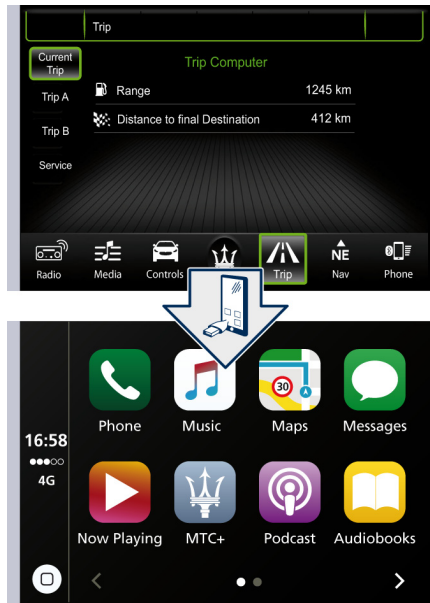 Trip
Current
Trip
Trip Computer
Range 1245 km
Trip A
Distance to final Destination 412 km
Trip B
Service
NE
Radio Media Controls Trip Nav Phone
30
Phone Music Maps Messages
16:58
4G
Now Playing MTC+ Podcast Audiobooks